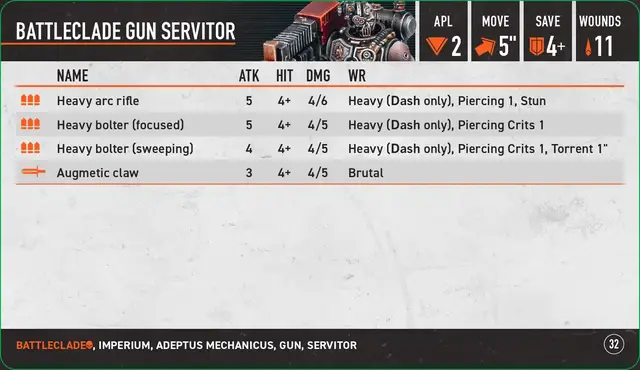 BATTLECLADE GUN SERVITOR
APL MOVE SAVE WOUNDS
2 5" 4+ 11
NAME ATK HIT DMG WR
Heavy arc rifle 5 4+ 4/6 Heavy (Dash only), Piercing 1, Stun
Heavy bolter (focused) 5 4+ 4/5 Heavy (Dash only), Piercing Crits 1
Heavy bolter (sweeping) 4 4+ 4/5 Heavy (Dash only), Piercing Crits 1, Torrent 1"
Augmetic claw 3 4+ 4/5 Brutal
BATTLECLADE, IMPERIUM, ADEPTUS MECHANICUS, GUN, SERVITOR 32